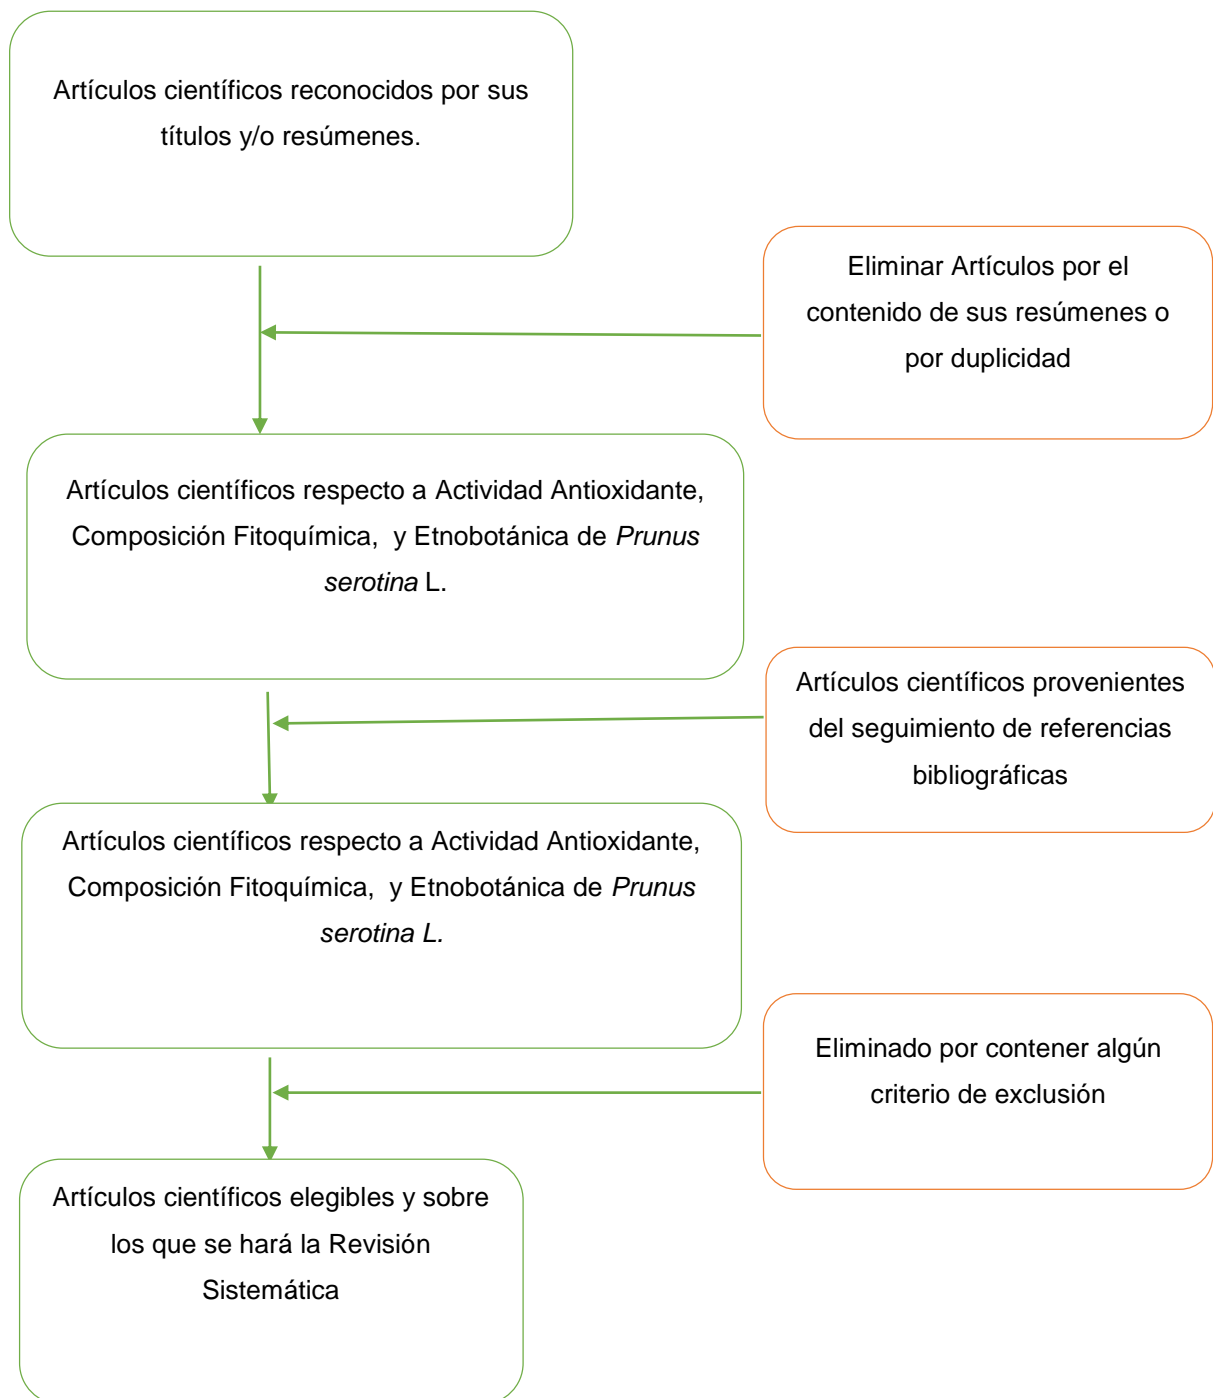 Artículos científicos reconocidos por sus
títulos y/o resúmenes.
Eliminar Artículos por el
contenido de sus resúmenes o
por duplicidad
Artículos científicos respecto a Actividad Antioxidante,
Composición Fitoquímica,  y Etnobotánica de Prunus
serotina L.
Artículos científicos provenientes
del seguimiento de referencias
bibliográficas
Artículos científicos respecto a Actividad Antioxidante,
Composición Fitoquímica,  y Etnobotánica de Prunus
serotina L.
Eliminado por contener algún
criterio de exclusión
Artículos científicos elegibles y sobre
los que se hará la Revisión
Sistemática